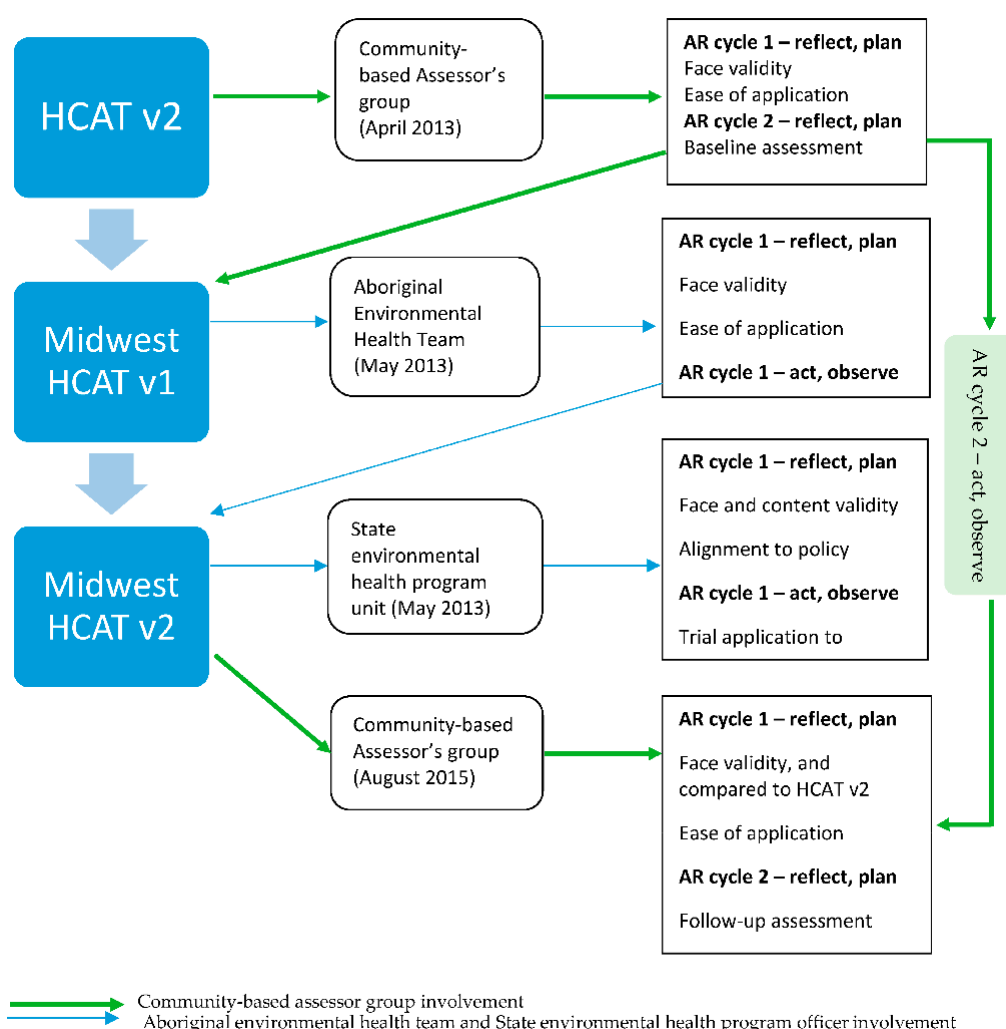 HCAT v2
Community-
based Assessor's
group
(April 2013)
AR cycle 1 – reflect, plan
Face validity
Ease of application
AR cycle 2 – reflect, plan
Baseline assessment
Midwest
HCAT v1
Aboriginal
Environmental
Health Team
(May 2013)
AR cycle 1 – reflect, plan
Face validity
Ease of application
AR cycle 1 – act, observe
AR cycle 2 – act, observe
Midwest
HCAT v2
State
environmental
health program
unit (May 2013)
AR cycle 1 – reflect, plan
Face and content validity
Alignment to policy
AR cycle 1 – act, observe
Trial application to
Community-based
Assessor's group
(August 2015)
AR cycle 1 – reflect, plan
Face validity, and
compared to HCAT v2
Ease of application
AR cycle 2 – reflect, plan
Follow-up assessment
Community-based assessor group involvement
Aboriginal environmental health team and State environmental health program officer involvement